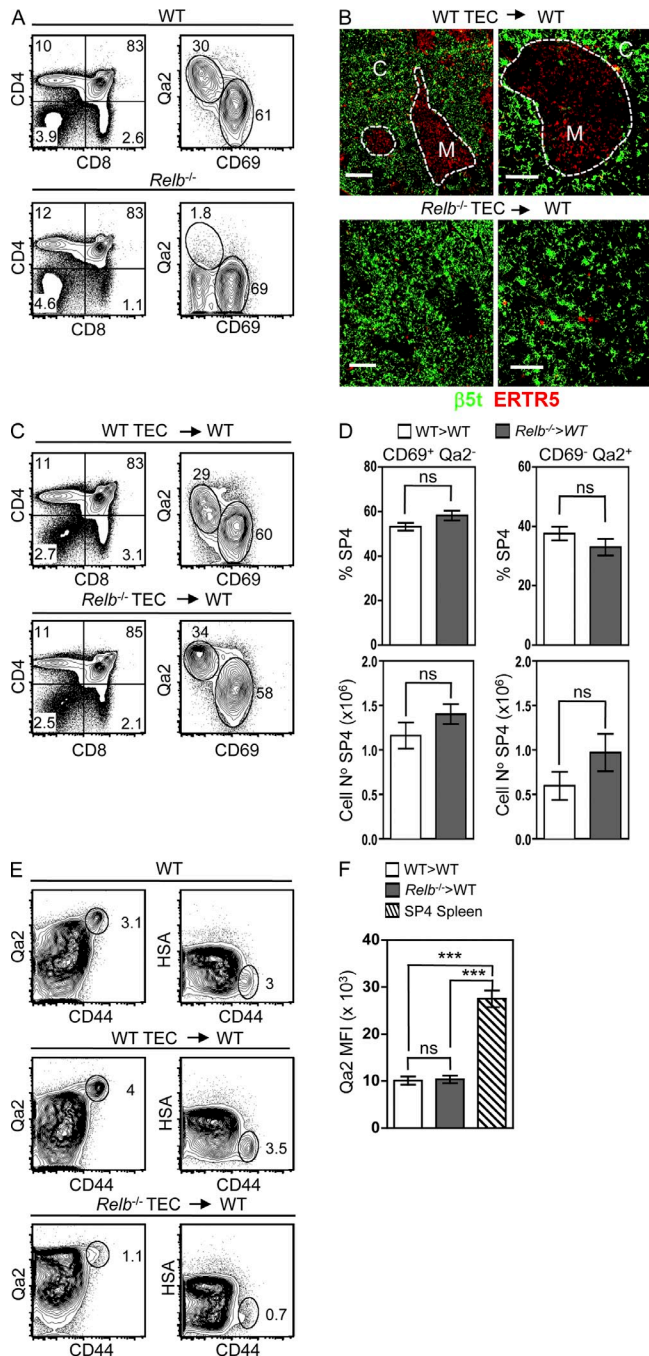 A
WT
10 83
3.9 2.6
CD4
CD8
30
61
Qa2
CD69
Relb-/-
12 83
4.6 1.1
CD4
CD8
1.8
69
Qa2
CD69
B
WT TEC → WT
C
M
C
M
Relb-/- TEC → WT
β5t ERTR5
C
WT TEC → WT
11 83
2.7 3.1
CD4
CD8
29
60
Qa2
CD69
Relb-/- TEC → WT
11 85
2.5 2.1
CD4
CD8
34
58
Qa2
CD69
D
WT>WT Relb-/->WT
CD69+ Qa2-
CD69- Qa2+
ns
% SP4
80
60
40
20
0
ns
% SP4
60
40
20
0
ns
Cell Nº SP4 (x10⁶)
2.0
1.5
1.0
0.5
0.0
ns
Cell Nº SP4 (x10⁶)
2.0
1.5
1.0
0.5
0.0
E
WT
3.1
Qa2
CD44
3
HSA
CD44
WT TEC → WT
4
Qa2
CD44
3.5
HSA
CD44
Relb-/- TEC → WT
1.1
Qa2
CD44
0.7
HSA
CD44
F
WT>WT
Relb-/->WT
SP4 Spleen
Qa2 MFI (x 10³)
40
30
20
10
0
***
***
ns